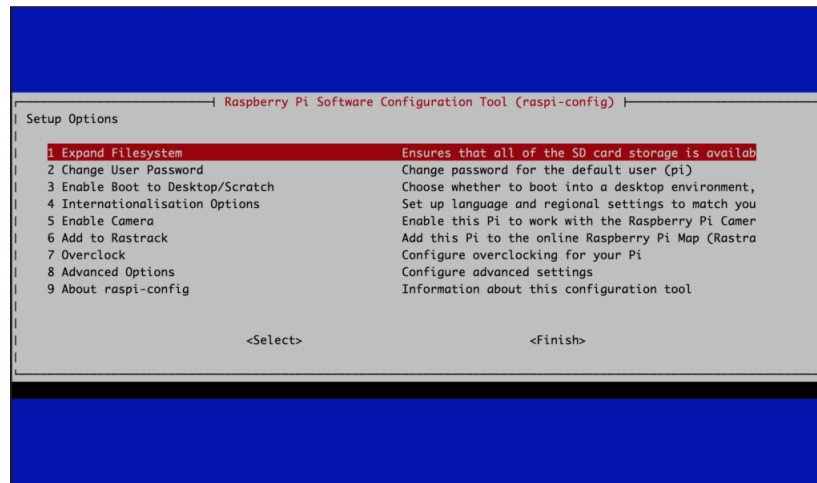 Raspberry Pi Software Configuration Tool (raspi-config)
Setup Options
1 Expand Filesystem Ensures that all of the SD card storage is availab
2 Change User Password Change password for the default user (pi)
3 Enable Boot to Desktop/Scratch Choose whether to boot into a desktop environment,
4 Internationalisation Options Set up language and regional settings to match you
5 Enable Camera Enable this Pi to work with the Raspberry Pi Camer
6 Add to Rastrack Add this Pi to the online Raspberry Pi Map (Rastra
7 Overclock Configure overclocking for your Pi
8 Advanced Options Configure advanced settings
9 About raspi-config Information about this configuration tool
<Select> <Finish>